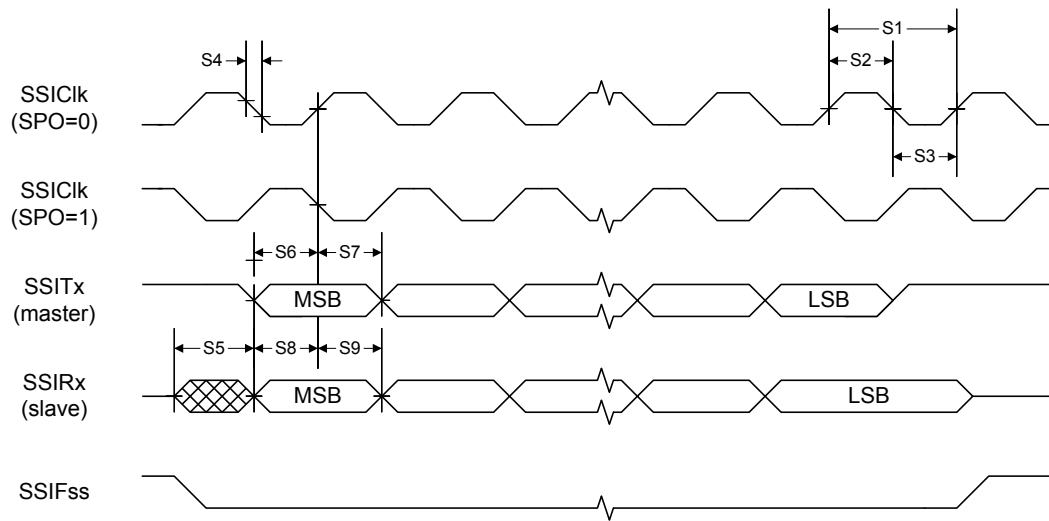 S1
S4
S2
SSIClk
(SPO=0)
S3
SSIClk
(SPO=1)
S6
S7
SSITx
(master)
MSB
LSB
S5
S8
S9
SSIRx
(slave)
MSB
LSB
SSIFss